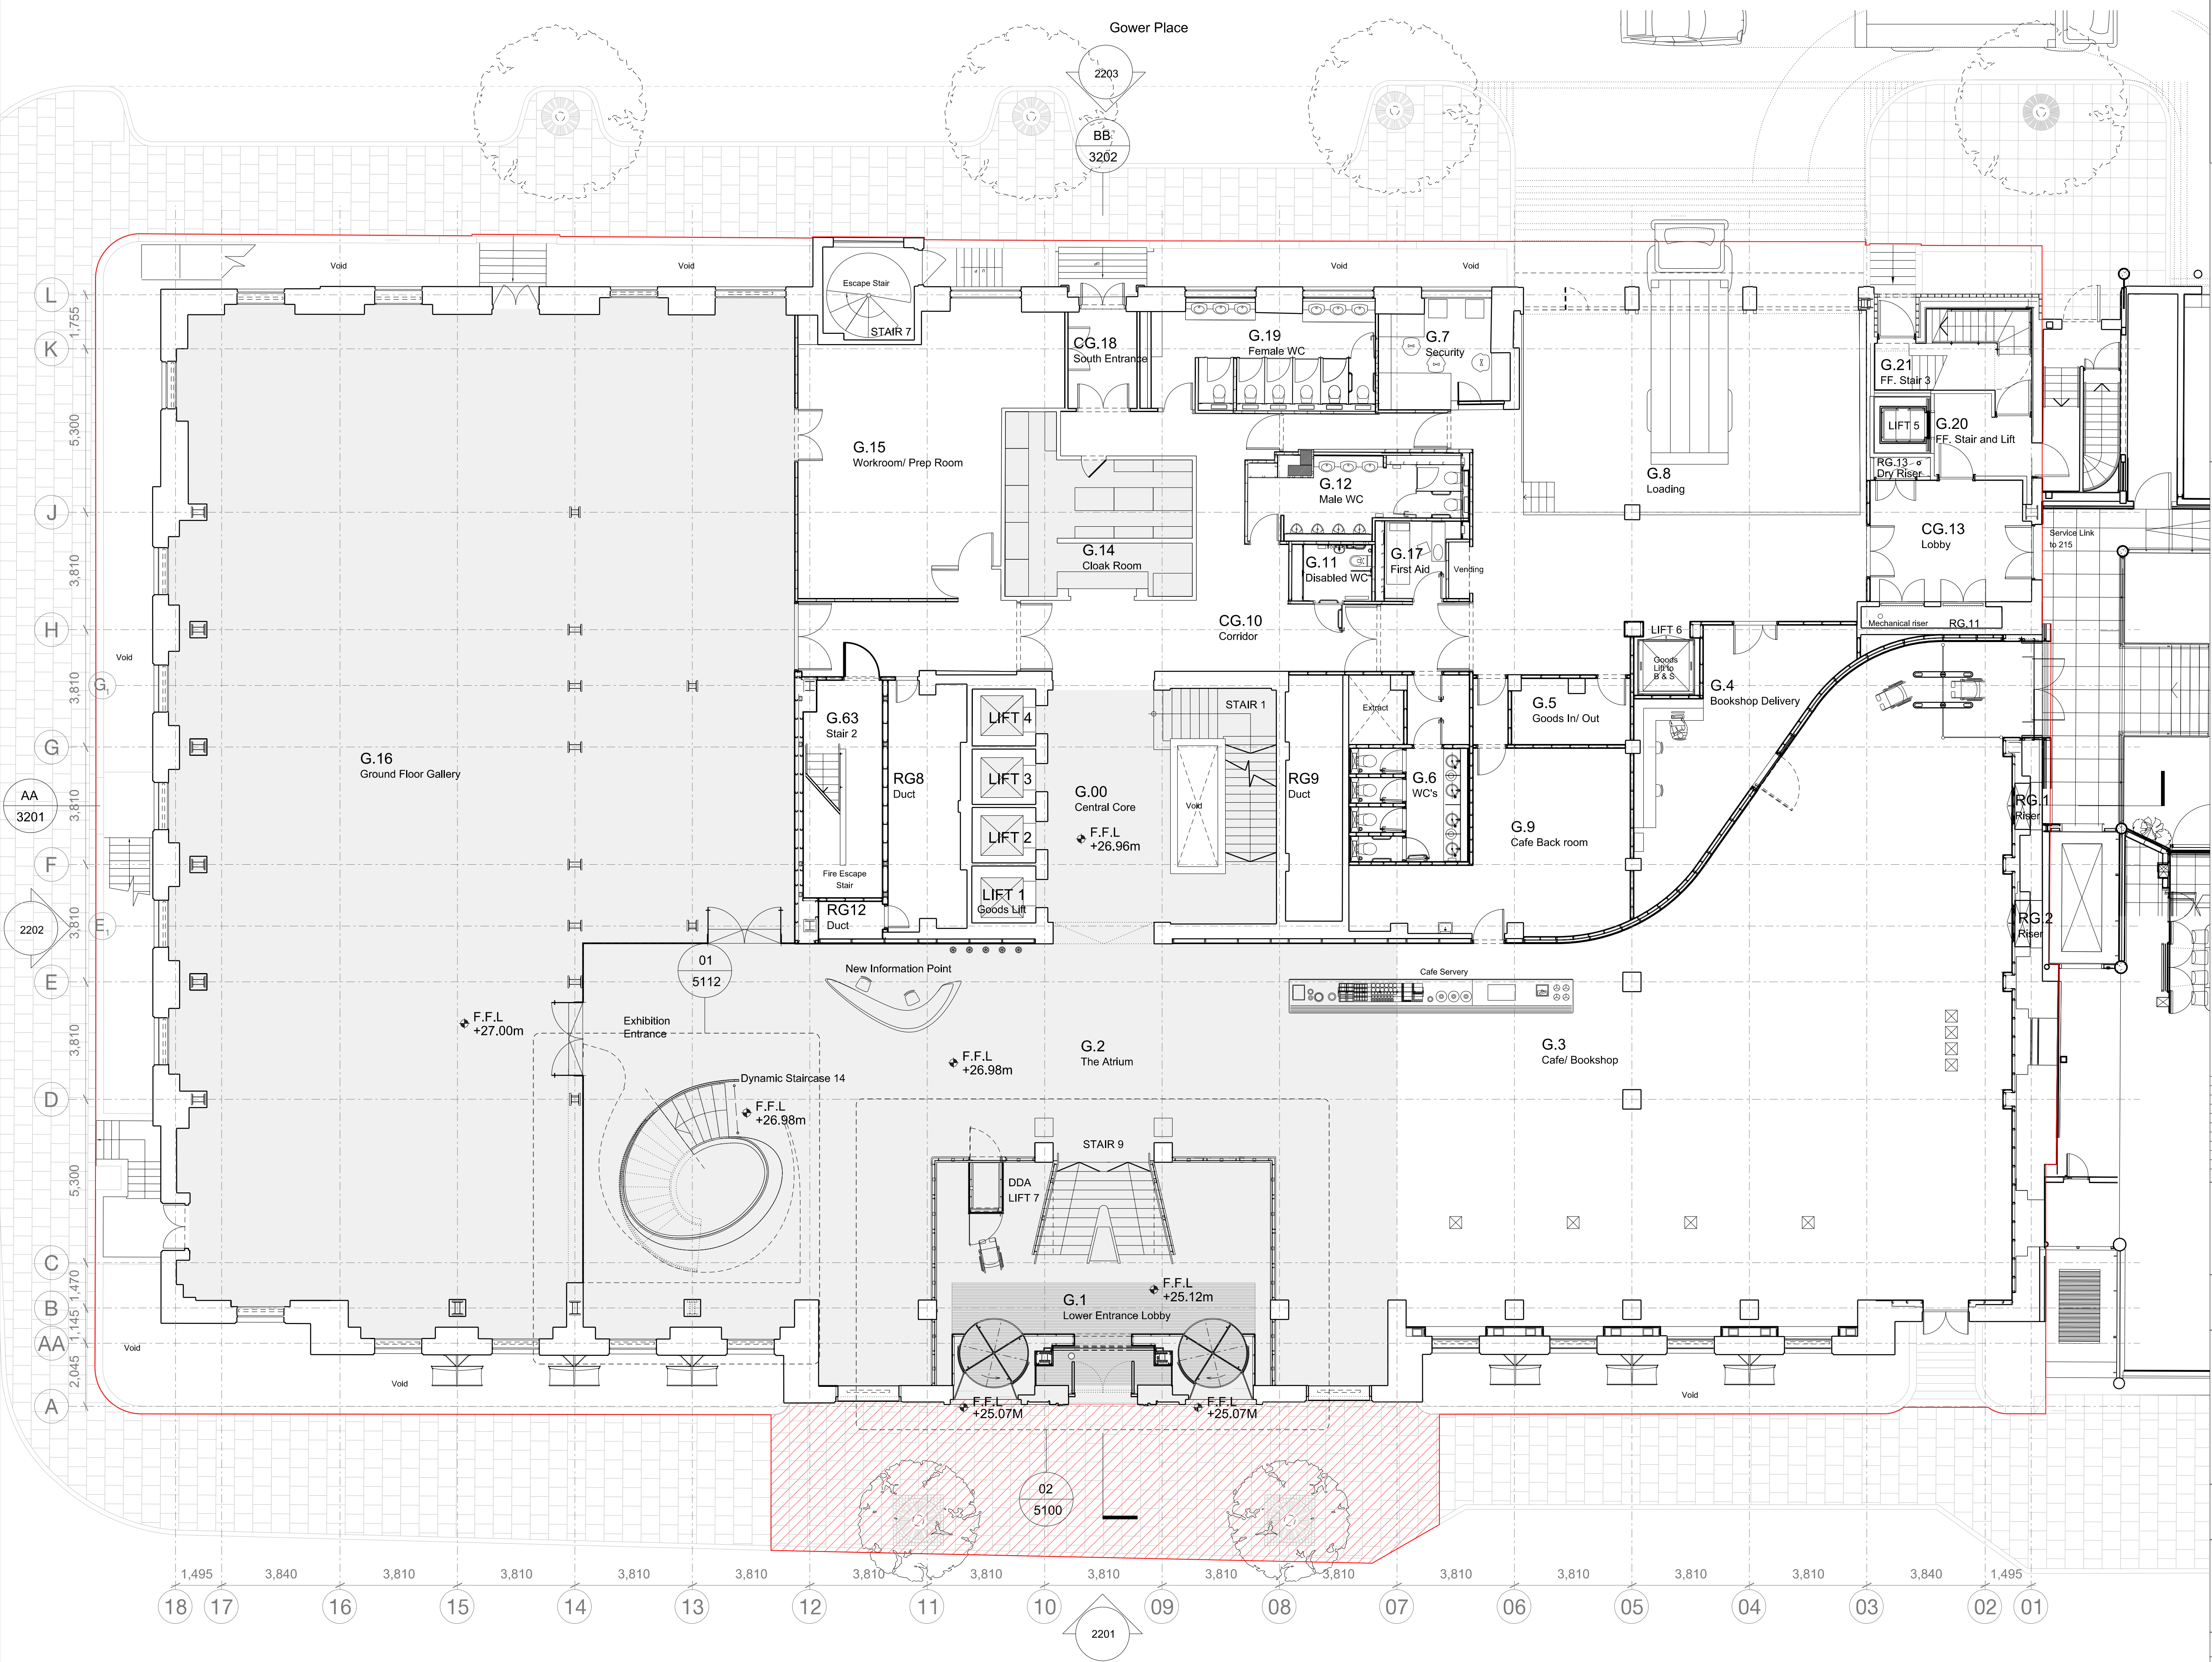 Gower Place
2203
BB
3202
Void
Void
Void
Void
Escape Stair
STAIR 7
L
1,755
K
CG.18
South Entrance
G.19
Female WC
G.7
Security
G.21
FF. Stair 3
5,300
G.15
Workroom/ Prep Room
LIFT 5
G.20
FF. Stair and Lift
RG.13
Dry Riser
G.12
Male WC
G.8
Loading
J
CG.13
Lobby
Service Link
to 215
G.14
Cloak Room
G.11
Disabled WC
G.17
First Aid
Vending
3,810
H
CG.10
Corridor
LIFT 6
Mechanical riser
RG.11
Void
Goods
Lift to
B & S
3,810
G1
G.4
Bookshop Delivery
G.63
Stair 2
LIFT 4
STAIR 1
Extract
G.5
Goods In/ Out
G
G.16
Ground Floor Gallery
RG8
Duct
LIFT 3
G.00
Central Core
Void
RG9
Duct
G.6
WC's
AA
3201
3,810
RG.1
Riser
LIFT 2
F.F.L
+26.96m
G.9
Cafe Back room
F
Fire Escape
Stair
LIFT 1
Goods Lift
RG12
Duct
2202
3,810
E1
RG.2
Riser
01
5112
New Information Point
Cafe Servery
E
F.F.L
+27.00m
Exhibition
Entrance
3,810
G.2
The Atrium
G.3
Cafe/ Bookshop
F.F.L
+26.98m
Dynamic Staircase 14
D
F.F.L
+26.98m
STAIR 9
5,300
DDA
LIFT 7
C
1,470
F.F.L
+25.12m
G.1
Lower Entrance Lobby
B
1,145
AA
Void
2,045
Void
Void
A
F.F.L
+25.07M
F.F.L
+25.07M
02
5100
1,495 3,840 3,810 3,810 3,810 3,810 3,810 3,810 3,810 3,810 3,810 3,810 3,810 3,810 3,810 3,840 1,495
18 17 16 15 14 13 12 11 10 09 08 07 06 05 04 03 02 01
2201